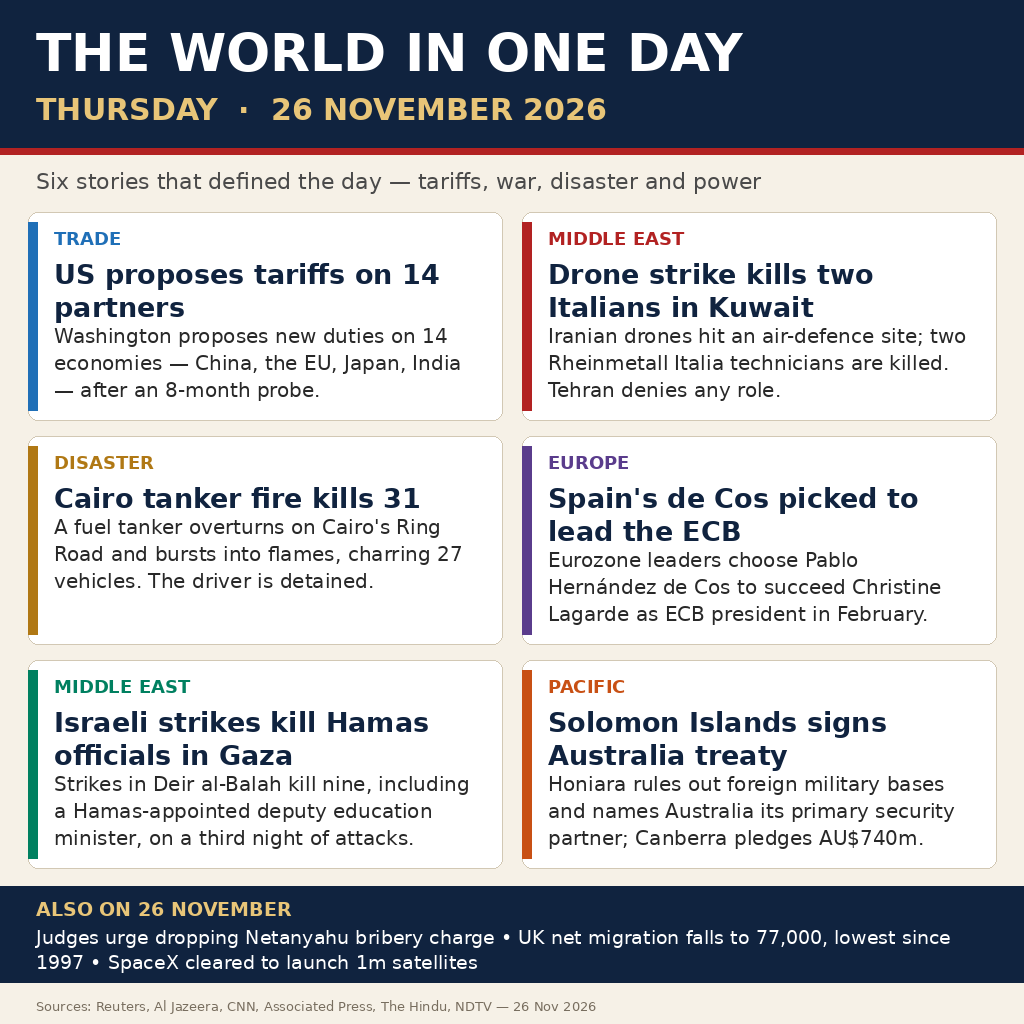 THE WORLD IN ONE DAY
THURSDAY · 26 NOVEMBER 2026
Six stories that defined the day — tariffs, war, disaster and power
TRADE
US proposes tariffs on 14
partners
Washington proposes new duties on 14
economies — China, the EU, Japan, India
— after an 8-month probe.
MIDDLE EAST
Drone strike kills two
Italians in Kuwait
Iranian drones hit an air-defence site; two
Rheinmetall Italia technicians are killed.
Tehran denies any role.
DISASTER
Cairo tanker fire kills 31
A fuel tanker overturns on Cairo's Ring
Road and bursts into flames, charring 27
vehicles. The driver is detained.
EUROPE
Spain's de Cos picked to
lead the ECB
Eurozone leaders choose Pablo
Hernández de Cos to succeed Christine
Lagarde as ECB president in February.
MIDDLE EAST
Israeli strikes kill Hamas
officials in Gaza
Strikes in Deir al-Balah kill nine, including
a Hamas-appointed deputy education
minister, on a third night of attacks.
PACIFIC
Solomon Islands signs
Australia treaty
Honiara rules out foreign military bases
and names Australia its primary security
partner; Canberra pledges AU$740m.
ALSO ON 26 NOVEMBER
Judges urge dropping Netanyahu bribery charge • UK net migration falls to 77,000, lowest since
1997 • SpaceX cleared to launch 1m satellites
Sources: Reuters, Al Jazeera, CNN, Associated Press, The Hindu, NDTV — 26 Nov 2026